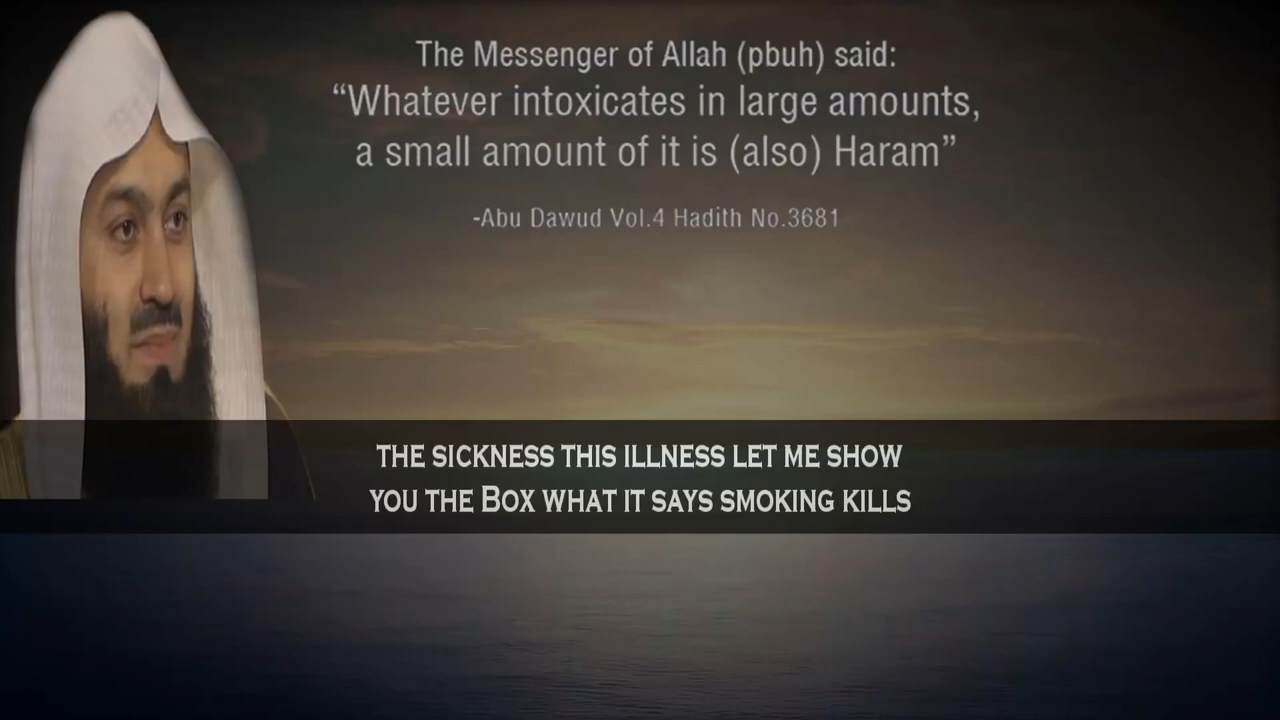 The Messenger of Allah (pbuh) said:
“Whatever intoxicates in large amounts,
a small amount of it is (also) Haram”
-Abu Dawud Vol.4 Hadith No.3681
THE SICKNESS THIS ILLNESS LET ME SHOW
YOU THE BOX WHAT IT SAYS SMOKING KILLS